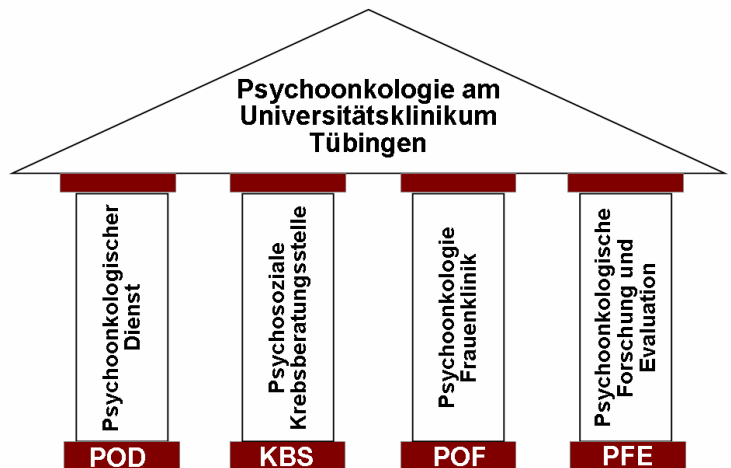 Psychoonkologie am
Universitätsklinikum
Tübingen
Psychoonkologischer
Dienst
POD
Psychosoziale
Krebsberatungsstelle
KBS
Psychoonkologie
Frauenklinik
POF
Psychoonkologische
Forschung und
Evaluation
PFE